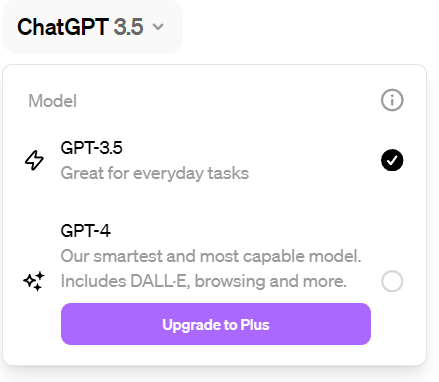 ChatGPT 3.5
Model
GPT-3.5
Great for everyday tasks
GPT-4
Our smartest and most capable model.
Includes DALL·E, browsing and more.
Upgrade to Plus